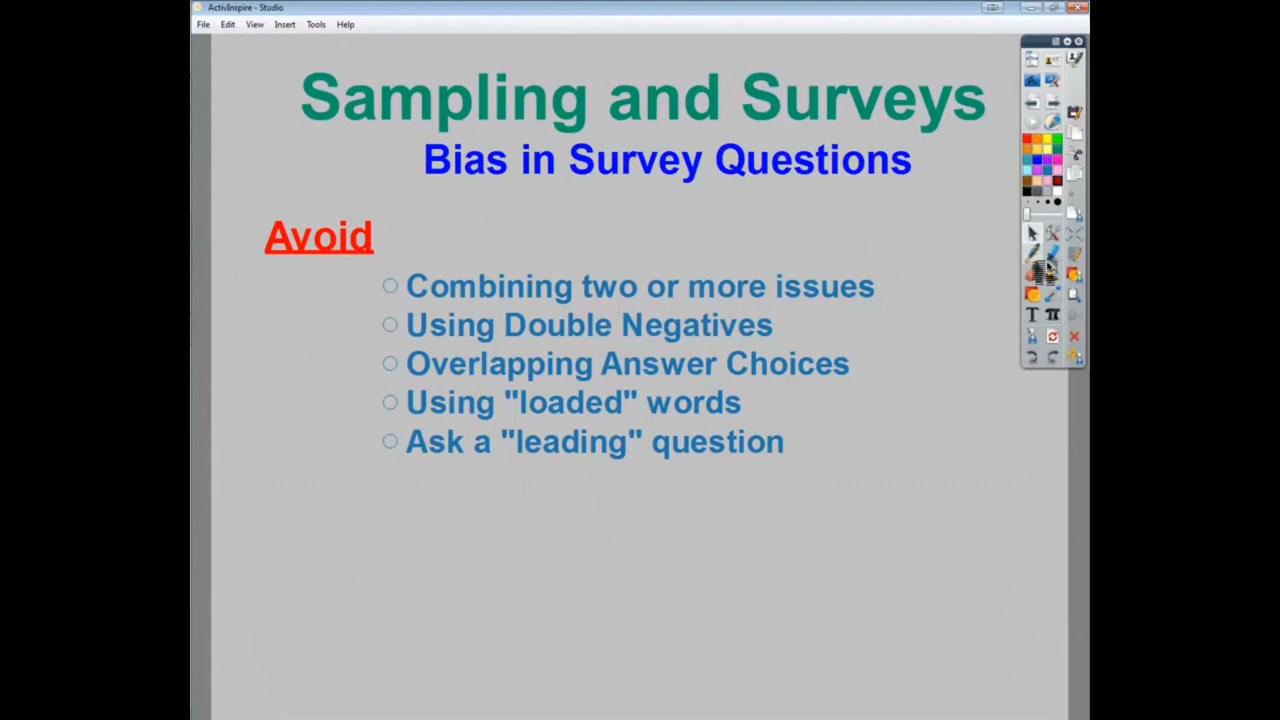 ActivInspire - Studio
File Edit View Insert Tools Help
Sampling and Surveys
Bias in Survey Questions
Avoid
Combining two or more issues
Using Double Negatives
Overlapping Answer Choices
Using "loaded" words
Ask a "leading" question